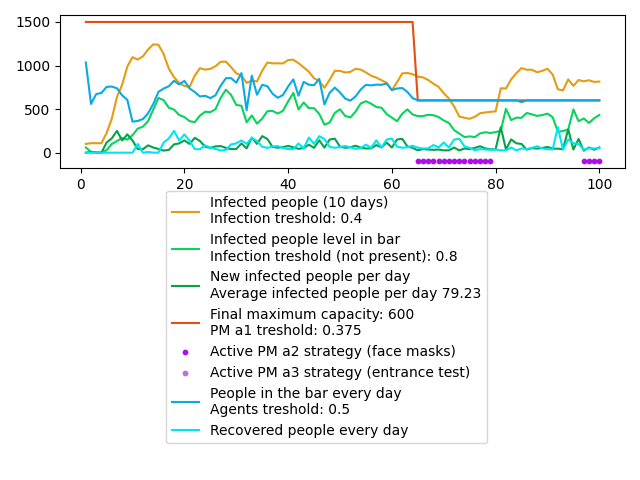 1500
1000
500
0
0 20 40 60 80 100
Infected people (10 days)
Infection treshold: 0.4
Infected people level in bar
Infection treshold (not present): 0.8
New infected people per day
Average infected people per day 79.23
Final maximum capacity: 600
PM a1 treshold: 0.375
Active PM a2 strategy (face masks)
Active PM a3 strategy (entrance test)
People in the bar every day
Agents treshold: 0.5
Recovered people every day